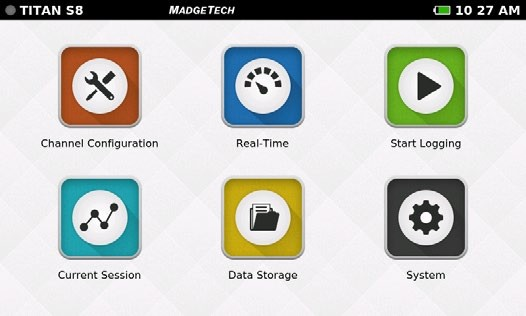 TITAN S8 MADGETECH 10 27 AM
Channel Configuration Real-Time Start Logging
Current Session Data Storage System